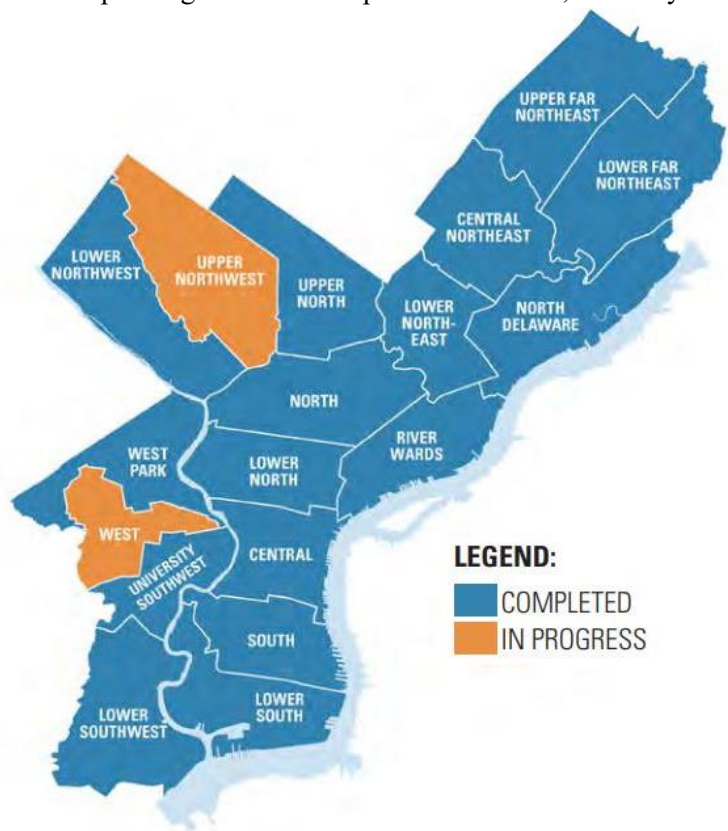 UPPER FAR
NORTHEAST
LOWER FAR
NORTHEAST
CENTRAL
NORTHEAST
LOWER
NORTHWEST
UPPER
NORTHWEST
UPPER
NORTH
LOWER
NORTH-
EAST
NORTH
DELAWARE
NORTH
RIVER
WARDS
WEST
PARK
LOWER
NORTH
WEST
CENTRAL
UNIVERSITY
SOUTHWEST
LEGEND:
COMPLETED
IN PROGRESS
SOUTH
LOWER
SOUTH
LOWER
SOUTHWEST